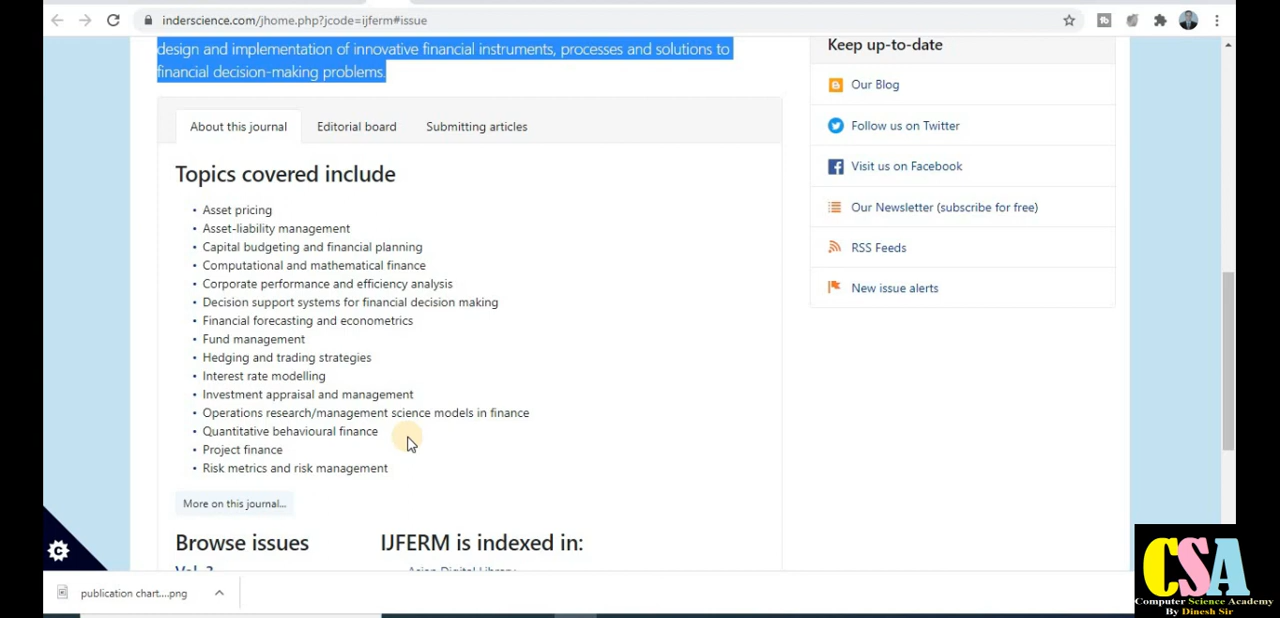 inderscience.com/jhome.php?jcode=ijferm#issue
design and implementation of innovative financial instruments, processes and solutions to
financial decision-making problems.
About this journal
Editorial board
Submitting articles
Topics covered include
• Asset pricing
• Asset-liability management
• Capital budgeting and financial planning
• Computational and mathematical finance
• Corporate performance and efficiency analysis
• Decision support systems for financial decision making
• Financial forecasting and econometrics
• Fund management
• Hedging and trading strategies
• Interest rate modelling
• Investment appraisal and management
• Operations research/management science models in finance
• Quantitative behavioural finance
• Project finance
• Risk metrics and risk management
More on this journal...
Browse issues
IJFERM is indexed in:
Keep up-to-date
Our Blog
Follow us on Twitter
Visit us on Facebook
Our Newsletter (subscribe for free)
RSS Feeds
New issue alerts
publication chart....png
CSA
Computer Science Academy
By Dinesh Sir